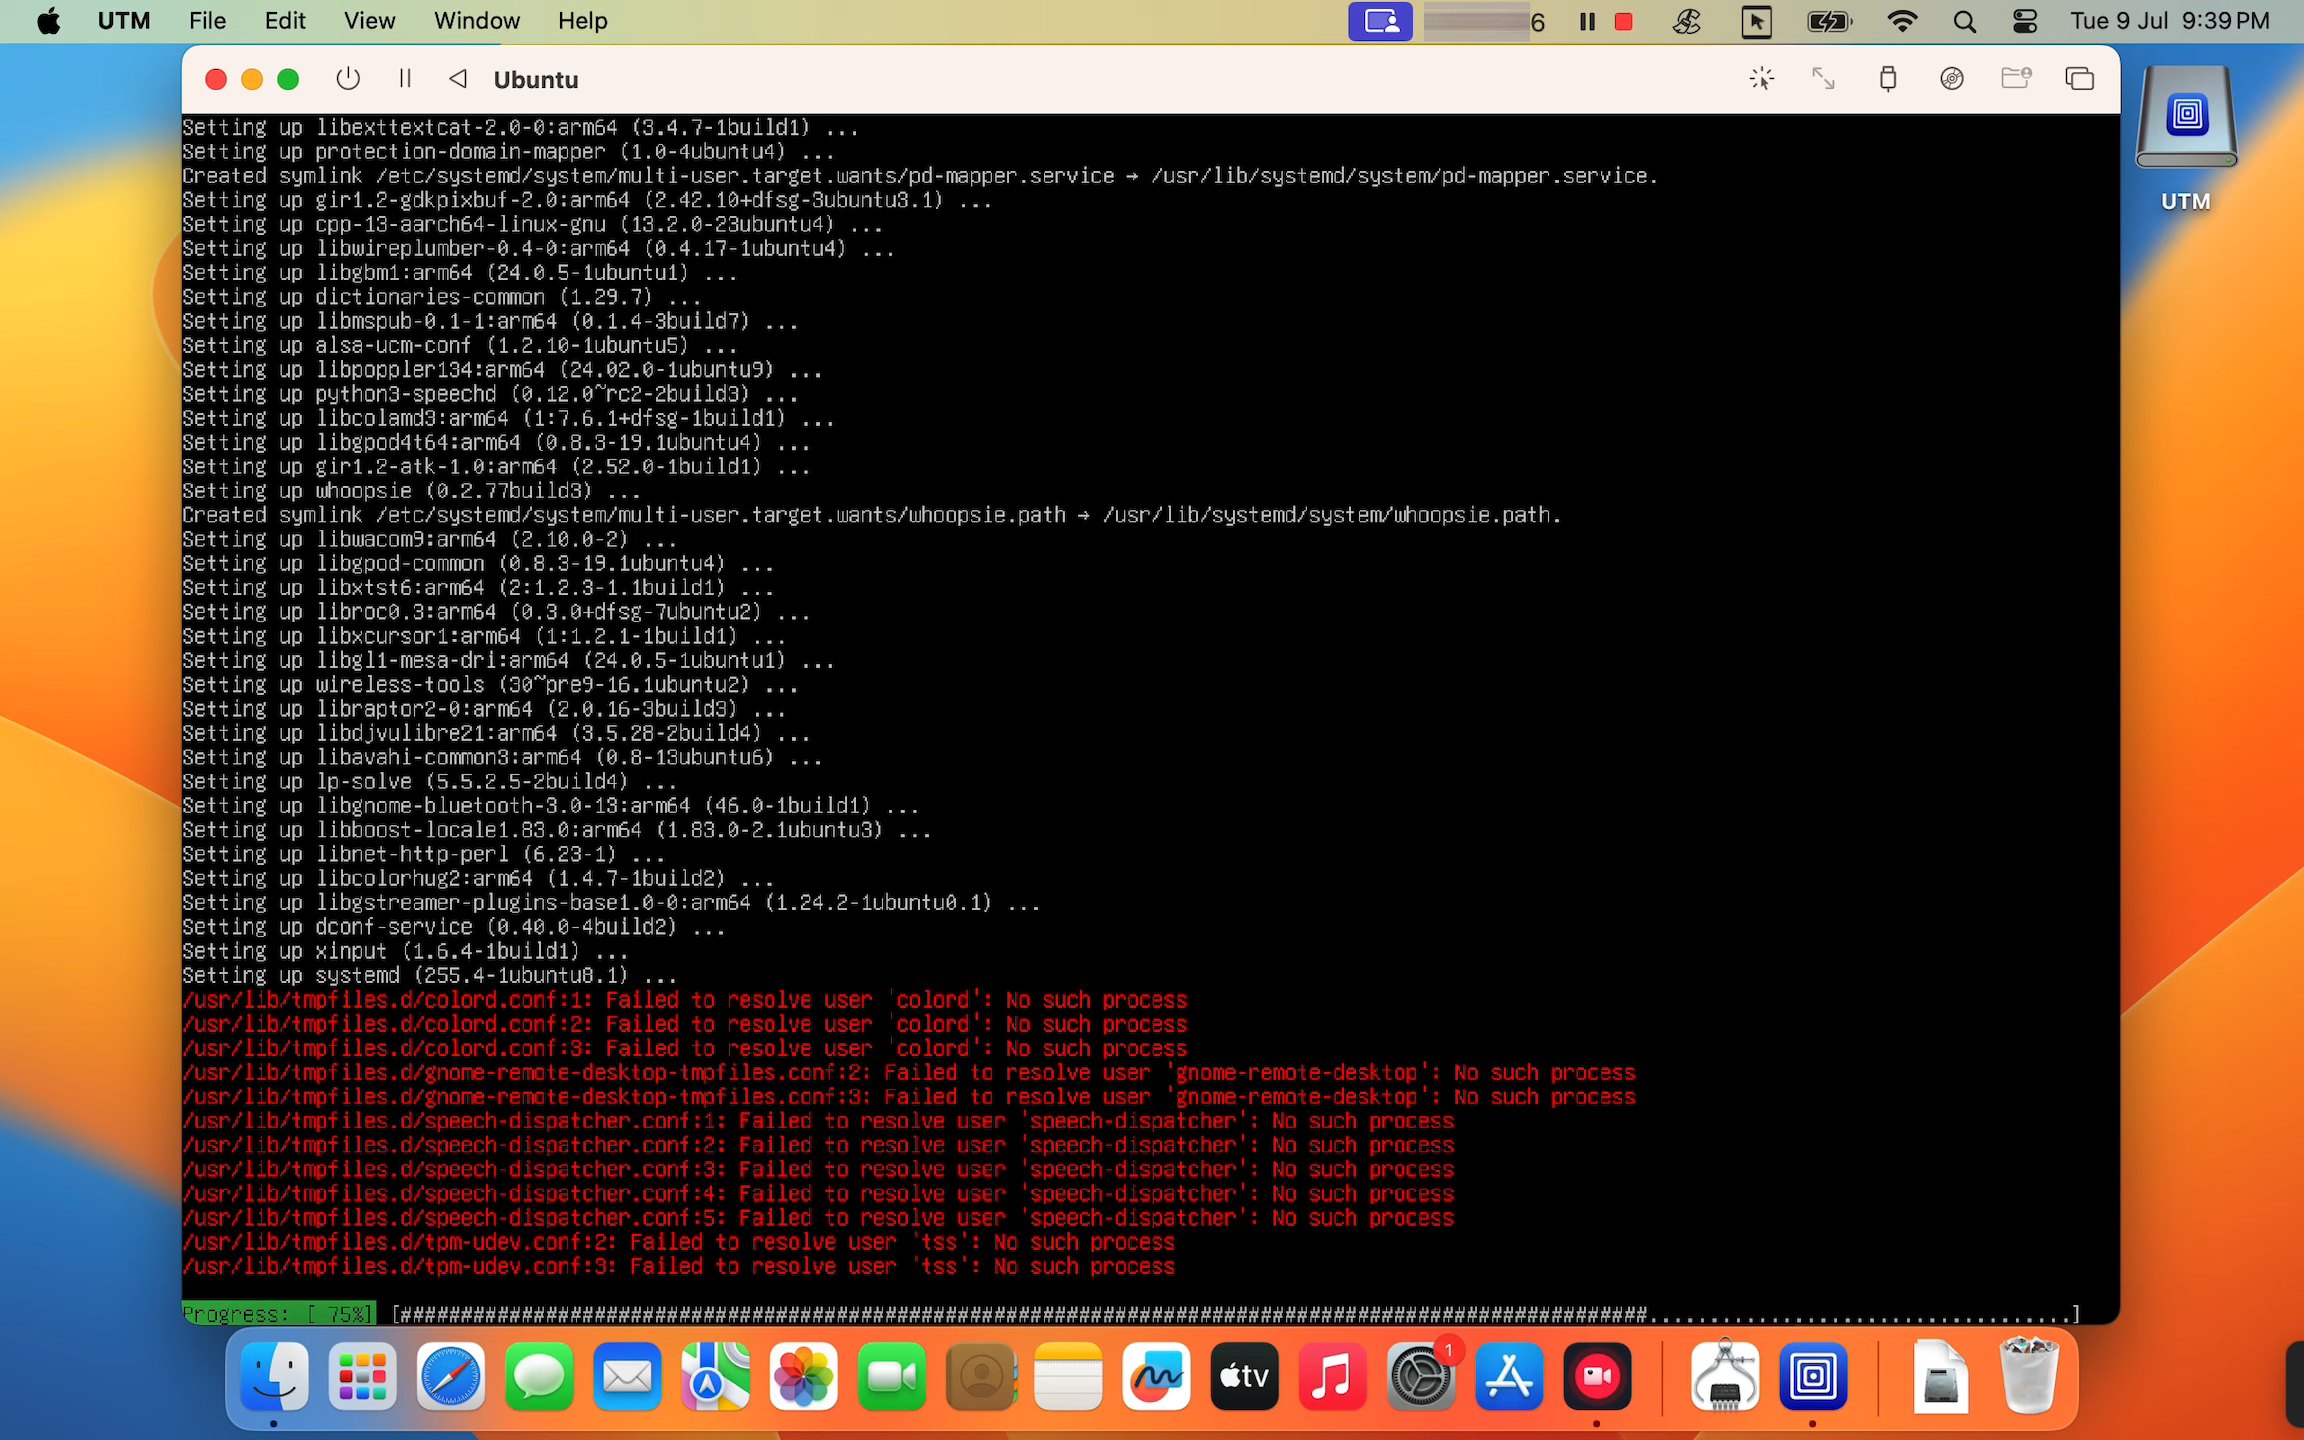 UTM File Edit View Window Help 6 Tue 9 Jul 9:39 PM
Ubuntu
Setting up libexttextcat-2.0-0:arm64 (3.4.7-1build1) ...
Setting up protection-domain-mapper (1.0-4ubuntu4) ...
Created symlink /etc/systemd/system/multi-user.target.wants/pd-mapper.service → /usr/lib/systemd/system/pd-mapper.service.
Setting up gir1.2-gdkpixbuf-2.0:arm64 (2.42.10+dfsg-3ubuntu3.1) ...
Setting up cpp-13-aarch64-linux-gnu (13.2.0-23ubuntu4) ...
Setting up libwireplumber-0.4-0:arm64 (0.4.17-1ubuntu4) ...
Setting up libgbm1:arm64 (24.0.5-1ubuntu1) ...
Setting up dictionaries-common (1.29.7) ...
Setting up libmspub-0.1-1:arm64 (0.1.4-3build7) ...
Setting up alsa-ucm-conf (1.2.10-1ubuntu5) ...
Setting up libpoppler134:arm64 (24.02.0-1ubuntu9) ...
Setting up python3-speechd (0.12.0~rc2-2build3) ...
Setting up libcolamd3:arm64 (1:7.6.1+dfsg-1build1) ...
Setting up libgpod4t64:arm64 (0.8.3-19.1ubuntu4) ...
Setting up gir1.2-atk-1.0:arm64 (2.52.0-1build1) ...
Setting up whoopsie (0.2.77build3) ...
Created symlink /etc/systemd/system/multi-user.target.wants/whoopsie.path → /usr/lib/systemd/system/whoopsie.path.
Setting up libwacom9:arm64 (2.10.0-2) ...
Setting up libgpod-common (0.8.3-19.1ubuntu4) ...
Setting up libxtst6:arm64 (2:1.2.3-1.1build1) ...
Setting up libroc0.3:arm64 (0.3.0+dfsg-7ubuntu2) ...
Setting up libxcursor1:arm64 (1:1.2.1-1build1) ...
Setting up libgl1-mesa-dri:arm64 (24.0.5-1ubuntu1) ...
Setting up wireless-tools (30~pre9-16.1ubuntu2) ...
Setting up libraptor2-0:arm64 (2.0.16-3build3) ...
Setting up libdjvulibre21:arm64 (3.5.28-2build4) ...
Setting up libavahi-common3:arm64 (0.8-13ubuntu6) ...
Setting up lp-solve (5.5.2.5-2build4) ...
Setting up libgnome-bluetooth-3.0-13:arm64 (46.0-1build1) ...
Setting up libboost-locale1.83.0:arm64 (1.83.0-2.1ubuntu3) ...
Setting up libnet-http-perl (6.23-1) ...
Setting up libcolorhug2:arm64 (1.4.7-1build2) ...
Setting up libgstreamer-plugins-base1.0-0:arm64 (1.24.2-1ubuntu0.1) ...
Setting up dconf-service (0.40.0-4build2) ...
Setting up xinput (1.6.4-1build1) ...
Setting up systemd (255.4-1ubuntu8.1) ...
/usr/lib/tmpfiles.d/colord.conf:1: Failed to resolve user 'colord': No such process
/usr/lib/tmpfiles.d/colord.conf:2: Failed to resolve user 'colord': No such process
/usr/lib/tmpfiles.d/colord.conf:3: Failed to resolve user 'colord': No such process
/usr/lib/tmpfiles.d/gnome-remote-desktop-tmpfiles.conf:2: Failed to resolve user 'gnome-remote-desktop': No such process
/usr/lib/tmpfiles.d/gnome-remote-desktop-tmpfiles.conf:3: Failed to resolve user 'gnome-remote-desktop': No such process
/usr/lib/tmpfiles.d/speech-dispatcher.conf:1: Failed to resolve user 'speech-dispatcher': No such process
/usr/lib/tmpfiles.d/speech-dispatcher.conf:2: Failed to resolve user 'speech-dispatcher': No such process
/usr/lib/tmpfiles.d/speech-dispatcher.conf:3: Failed to resolve user 'speech-dispatcher': No such process
/usr/lib/tmpfiles.d/speech-dispatcher.conf:4: Failed to resolve user 'speech-dispatcher': No such process
/usr/lib/tmpfiles.d/speech-dispatcher.conf:5: Failed to resolve user 'speech-dispatcher': No such process
/usr/lib/tmpfiles.d/tpm-udev.conf:2: Failed to resolve user 'tss': No such process
/usr/lib/tmpfiles.d/tpm-udev.conf:3: Failed to resolve user 'tss': No such process
Progress: [ 75%] [#######################################################################################################...................................]
UTM
tv
1